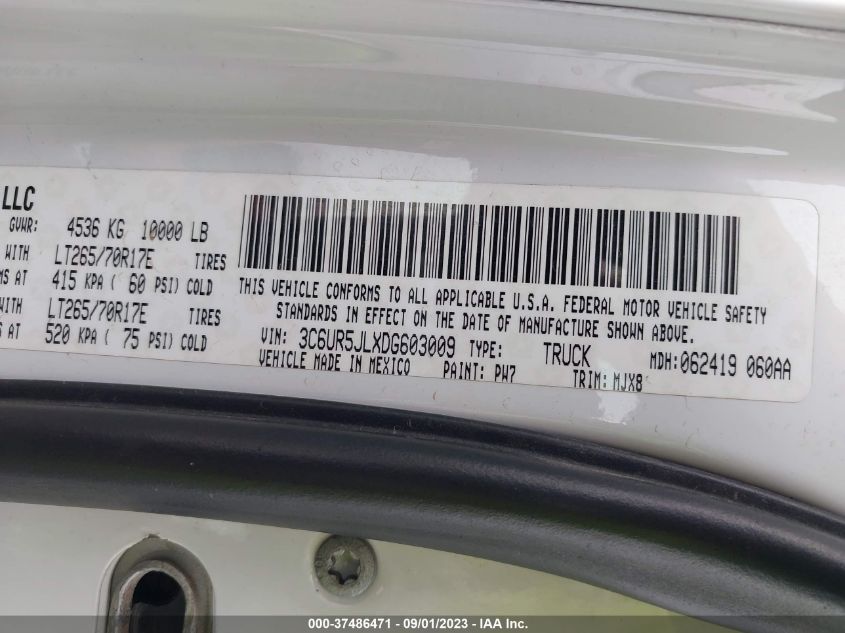 LLC
GVWR: 4536 KG 10000 LB
WITH LT265/70R17E TIRES
MS AT 415 KPA ( 60 PSI) COLD
WITH LT265/70R17E TIRES
S AT 520 KPA ( 75 PSI) COLD
THIS VEHICLE CONFORMS TO ALL APPLICABLE U.S.A. FEDERAL MOTOR VEHICLE SAFETY
STANDARDS IN EFFECT ON THE DATE OF MANUFACTURE SHOWN ABOVE.
VIN: 3C6UR5JLXDG603009 TYPE: TRUCK MDH:062419 060AA
VEHICLE MADE IN MEXICO PAINT: PW7 TRIM: MJX8
000-37486471 - 09/01/2023 - IAA Inc.